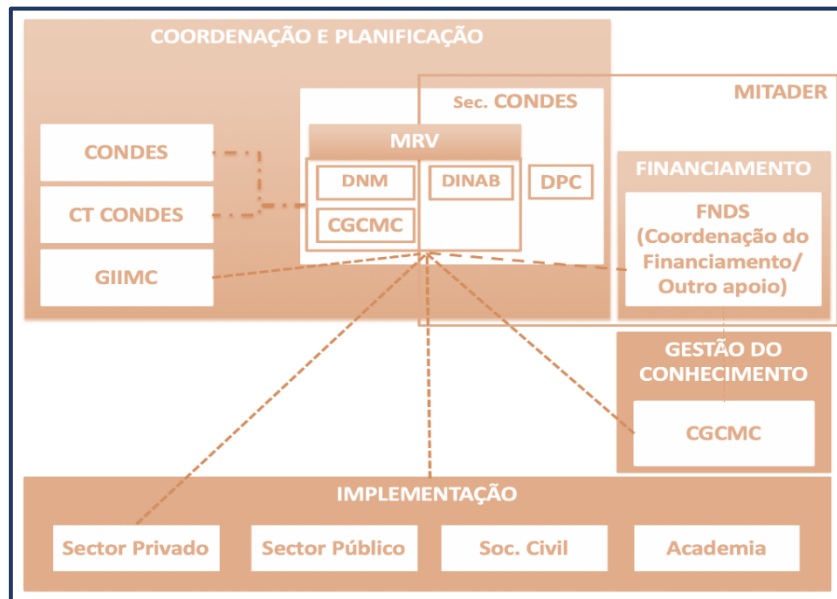 COORDENAÇÃO E PLANIFICAÇÃO
MITADER
Sec. CONDES
MRV
CONDES
DNM
DINAB
DPC
CT CONDES
CGCMC
GIIMC
FINANCIAMENTO
FNDS
(Coordenação do
Financiamento/
Outro apoio)
GESTÃO DO
CONHECIMENTO
CGCMC
IMPLEMENTAÇÃO
Sector Privado
Sector Público
Soc. Civil
Academia